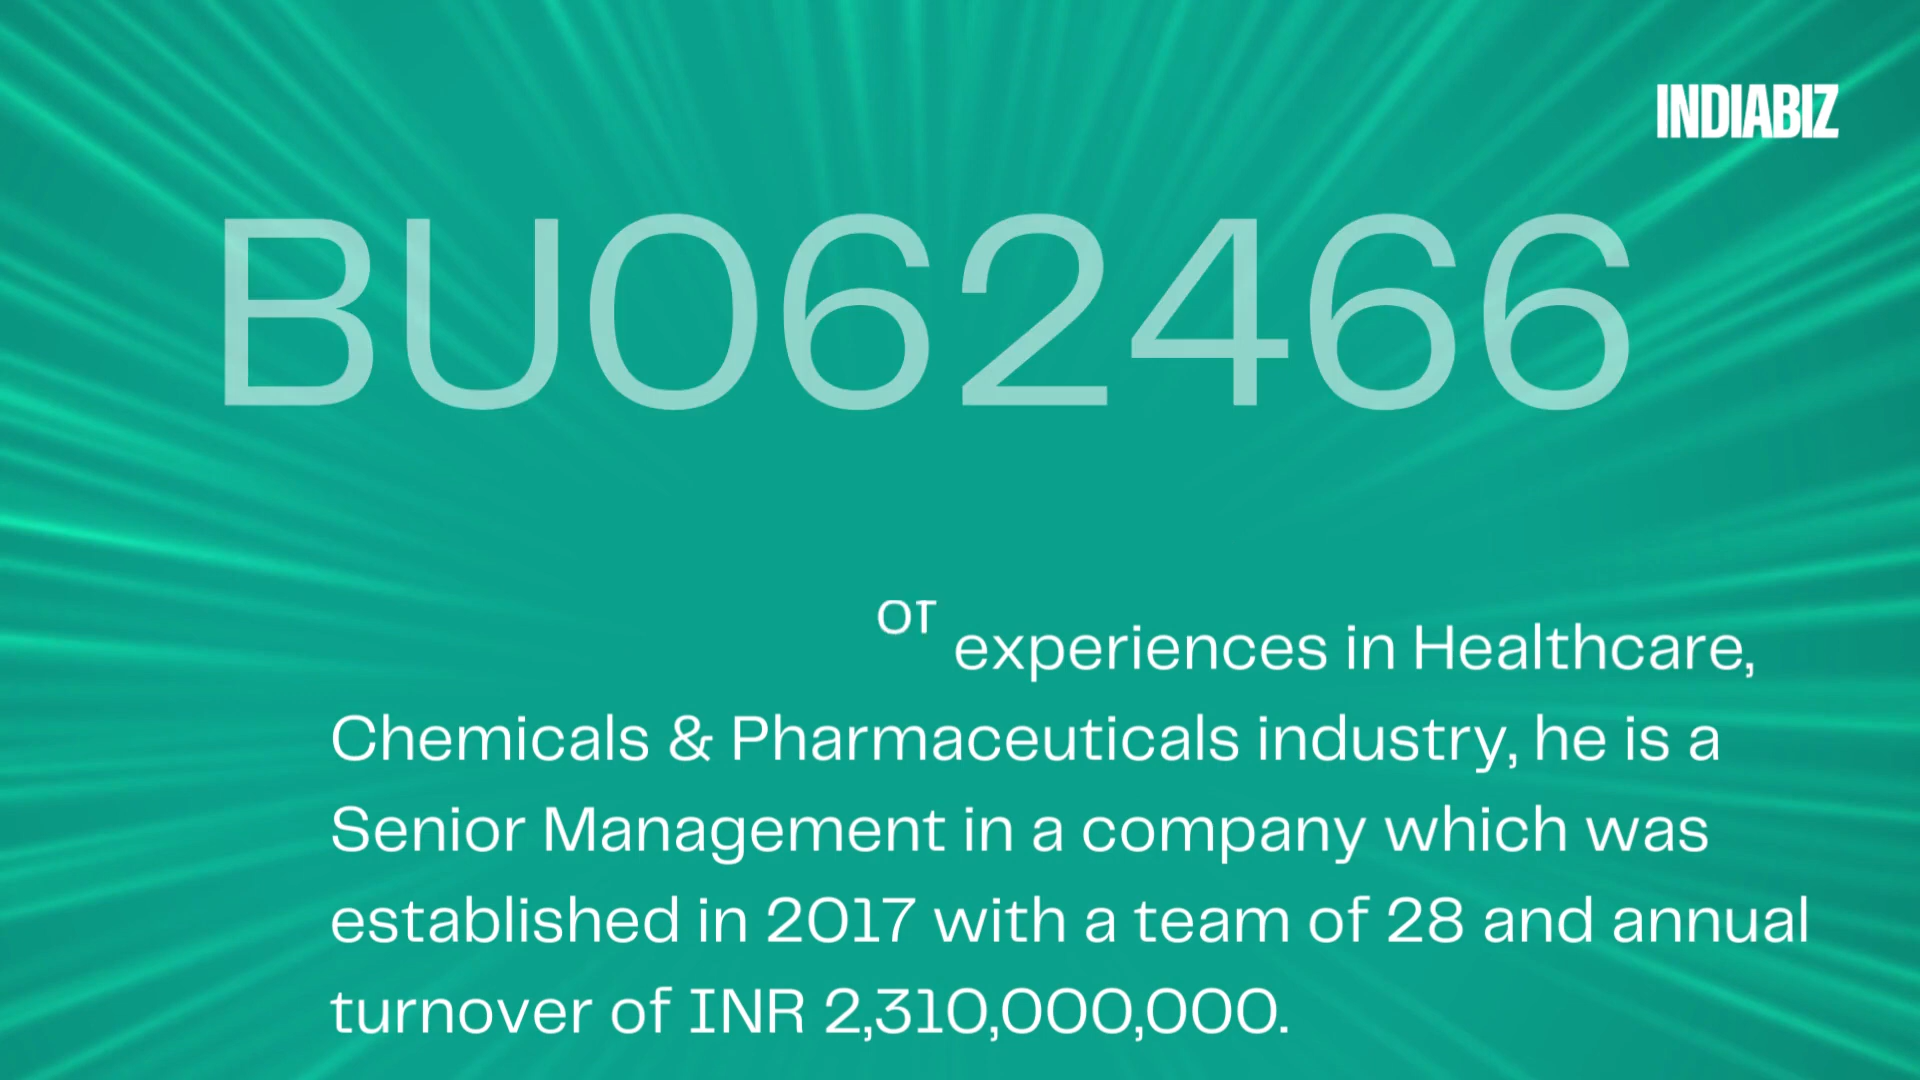 INDIABIZ
BU062466
of experiences in Healthcare,
Chemicals & Pharmaceuticals industry, he is a
Senior Management in a company which was
established in 2017 with a team of 28 and annual
turnover of INR 2,310,000,000.